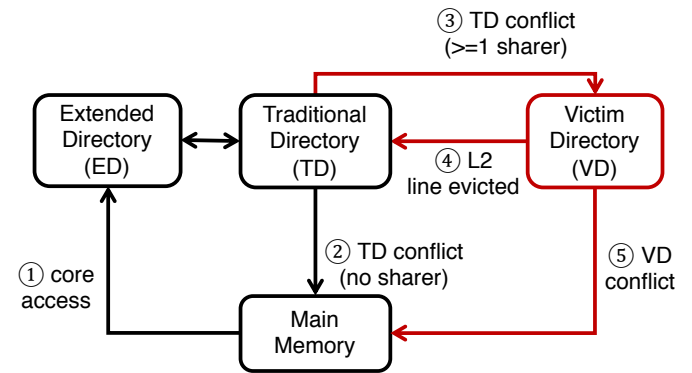 ③ TD conflict
(>=1 sharer)
Extended
Directory
(ED)
Traditional
Directory
(TD)
Victim
Directory
(VD)
④ L2
line evicted
② TD conflict
(no sharer)
① core
access
⑤ VD
conflict
Main
Memory